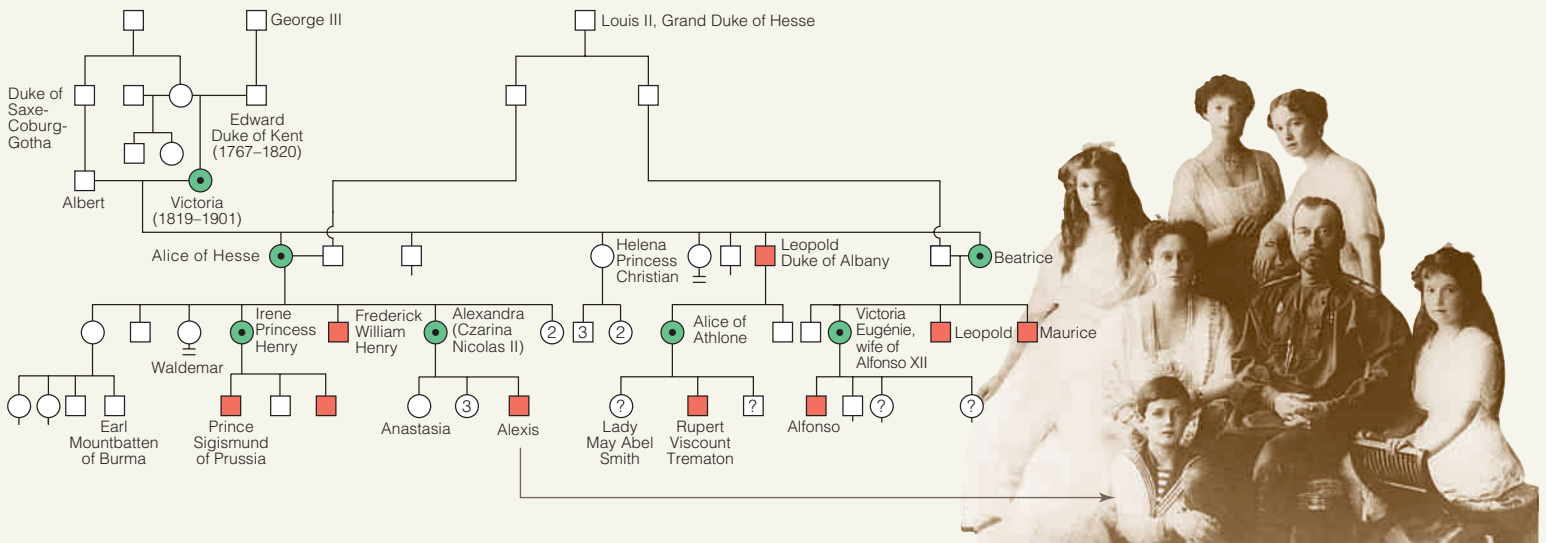 George III
Louis II, Grand Duke of Hesse
Duke of
Saxe-
Coburg-
Gotha
Edward
Duke of Kent
(1767–1820)
Albert
Victoria
(1819–1901)
Alice of Hesse
Helena
Princess
Christian
Leopold
Duke of Albany
Beatrice
Waldemar
Irene
Princess
Henry
Frederick
William
Henry
Alexandra
(Czarina
Nicolas II)
2
3
2
Alice of
Athlone
Victoria
Eugénie,
wife of
Alfonso XII
Leopold
Maurice
Earl
Mountbatten
of Burma
Prince
Sigismund
of Prussia
Anastasia
3
Alexis
?
Lady
May Abel
Smith
Rupert
Viscount
Trematon
?
Alfonso
?
?